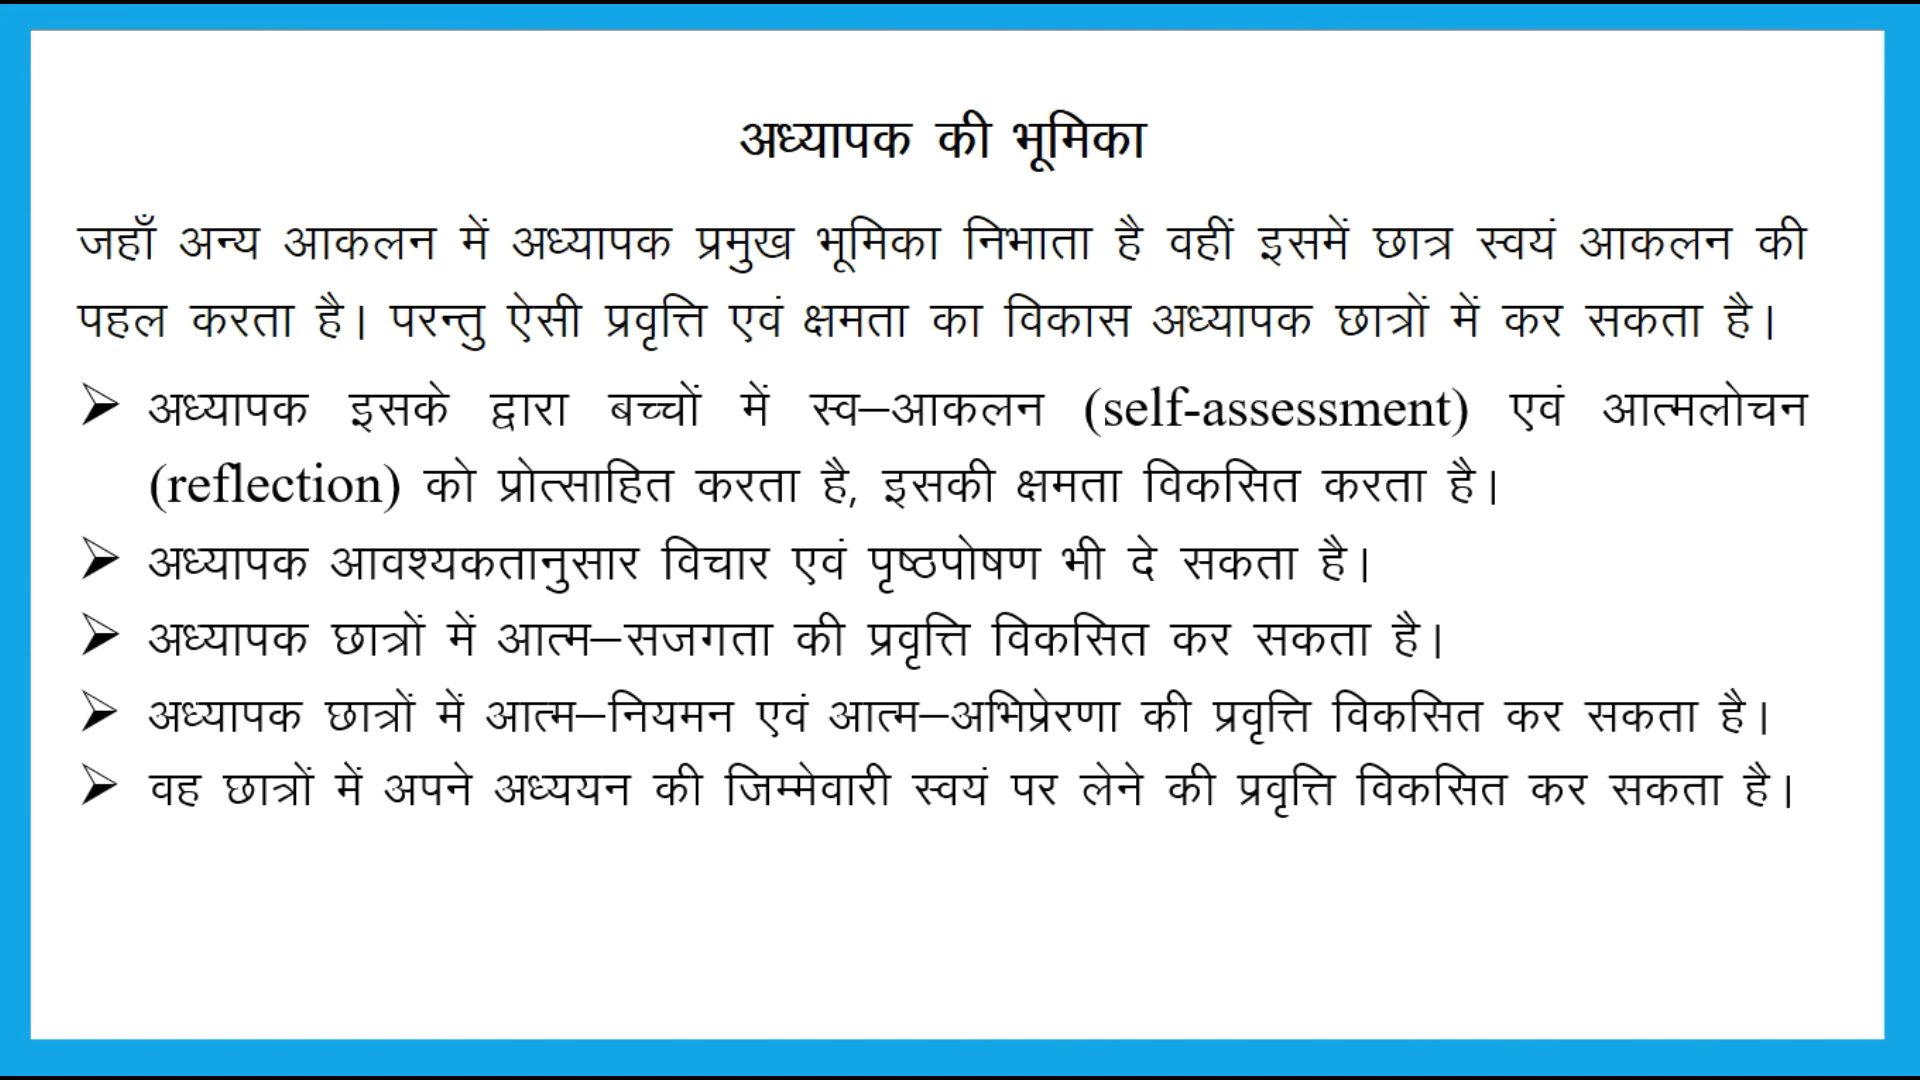 अध्यापक की भूमिका
जहाँ अन्य आकलन में अध्यापक प्रमुख भूमिका निभाता है वहीं इसमें छात्र स्वयं आकलन की
पहल करता है। परन्तु ऐसी प्रवृत्ति एवं क्षमता का विकास अध्यापक छात्रों में कर सकता है।
➢ अध्यापक इसके द्वारा बच्चों में स्व–आकलन (self-assessment) एवं आत्मलोचन
(reflection) को प्रोत्साहित करता है, इसकी क्षमता विकसित करता है।
➢ अध्यापक आवश्यकतानुसार विचार एवं पृष्ठपोषण भी दे सकता है।
➢ अध्यापक छात्रों में आत्म–सजगता की प्रवृत्ति विकसित कर सकता है।
➢ अध्यापक छात्रों में आत्म–नियमन एवं आत्म–अभिप्रेरणा की प्रवृत्ति विकसित कर सकता है।
➢ वह छात्रों में अपने अध्ययन की जिम्मेवारी स्वयं पर लेने की प्रवृत्ति विकसित कर सकता है।